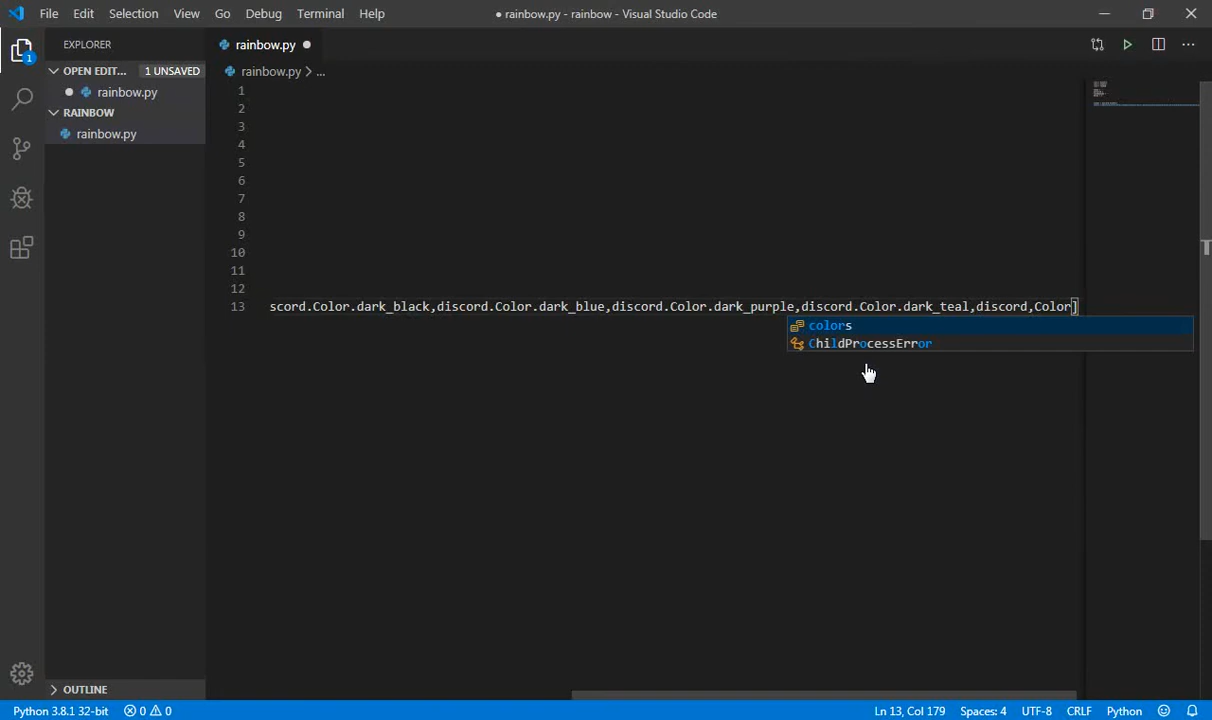 File Edit Selection View Go Debug Terminal Help
● rainbow.py - rainbow - Visual Studio Code
1
EXPLORER
OPEN EDIT... 1 UNSAVED
rainbow.py
RAINBOW
rainbow.py
OUTLINE
rainbow.py
rainbow.py > ...
1
2
3
4
5
6
7
8
9
10
11
12
13 scord.Color.dark_black,discord.Color.dark_blue,discord.Color.dark_purple,discord.Color.dark_teal,discord,Color]
colors
ChildProcessError
Python 3.8.1 32-bit 0 0 Ln 13, Col 179 Spaces: 4 UTF-8 CRLF Python